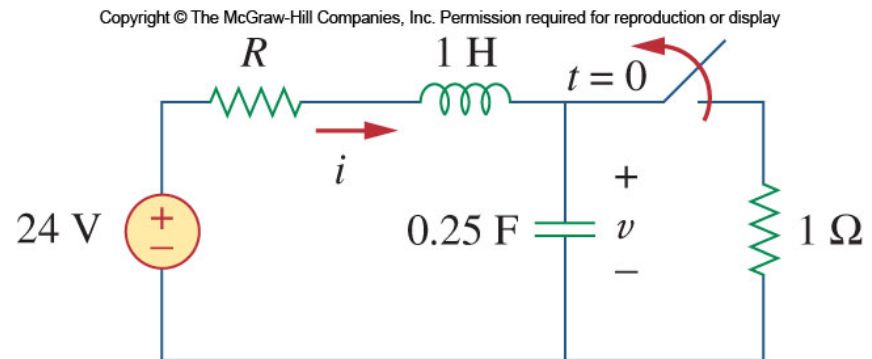 Copyright © The McGraw-Hill Companies, Inc. Permission required for reproduction or display
R
1 H
t = 0
i
24 V
+
−
0.25 F
+
v
−
1 Ω